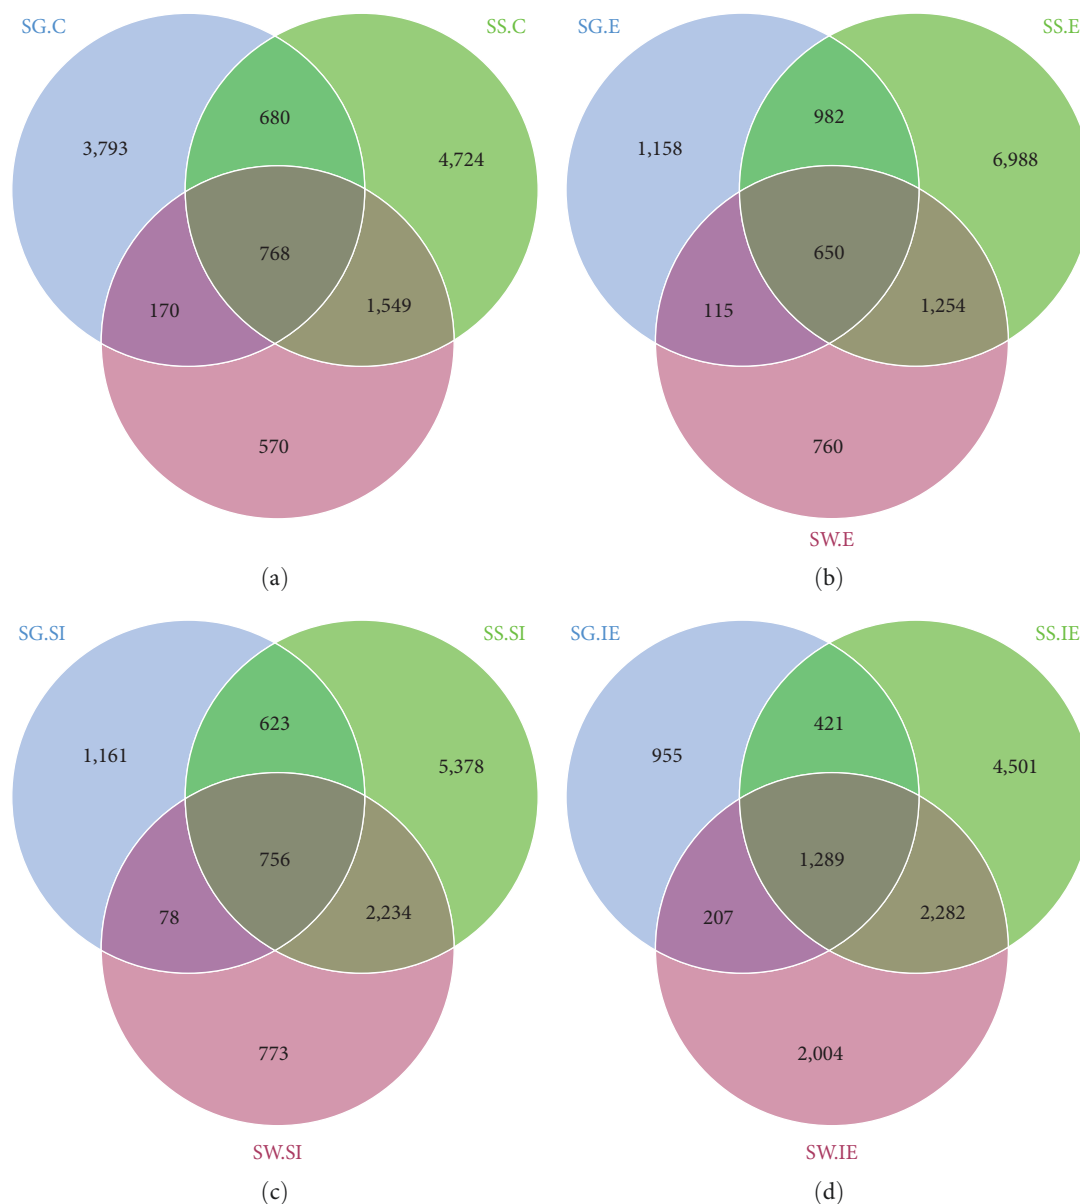 SG.C
SS.C
3,793
680
4,724
768
170
1,549
570
(a)
SG.E
SS.E
1,158
982
6,988
650
115
1,254
760
SW.E
(b)
SG.SI
SS.SI
1,161
623
5,378
756
78
2,234
773
SW.SI
(c)
SG.IE
SS.IE
955
421
4,501
1,289
207
2,282
2,004
SW.IE
(d)